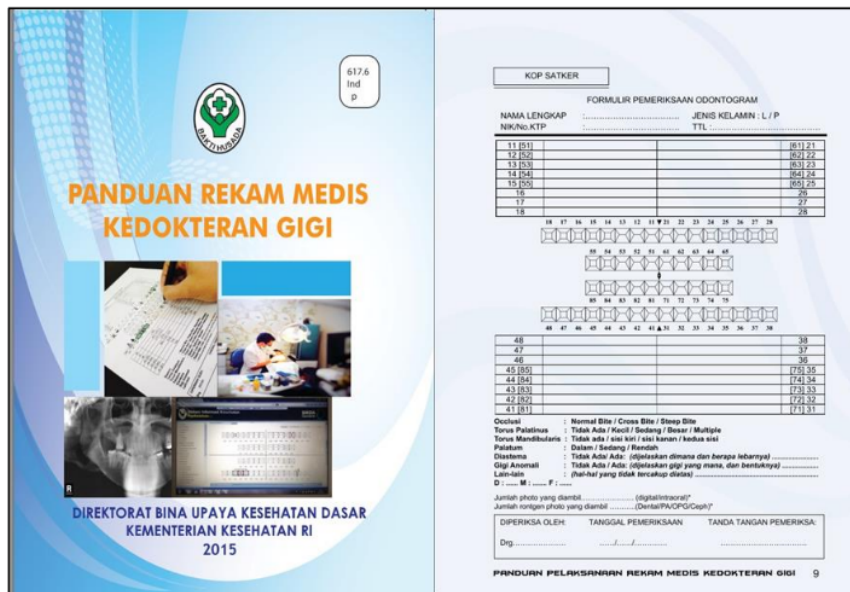 617.6
Ind
p
BAKTI HUSADA
PANDUAN REKAM MEDIS
KEDOKTERAN GIGI
R
DIREKTORAT BINA UPAYA KESEHATAN DASAR
KEMENTERIAN KESEHATAN RI
2015
KOP SATKER
FORMULIR PEMERIKSAAN ODONTOGRAM
NAMA LENGKAP :................................ JENIS KELAMIN : L / P
NIK/No.KTP :................................ TTL :....................................
11 [51] [61] 21
12 [52] [62] 22
13 [53] [63] 23
14 [54] [64] 24
15 [55] [65] 25
16 26
17 27
18 28
18 17 16 15 14 13 12 11 21 22 23 24 25 26 27 28
55 54 53 52 51 61 62 63 64 65
85 84 83 82 81 71 72 73 74 75
48 47 46 45 44 43 42 41 31 32 33 34 35 36 37 38
48 38
47 37
46 36
45 [85] [75] 35
44 [84] [74] 34
43 [83] [73] 33
42 [82] [72] 32
41 [81] [71] 31
Occlusi : Normal Bite / Cross Bite / Steep Bite
Torus Palatinus : Tidak Ada / Kecil / Sedang / Besar / Multiple
Torus Mandibularis : Tidak ada / sisi kiri / sisi kanan / kedua sisi
Palatum : Dalam / Sedang / Rendah
Diastema : Tidak Ada/ Ada: (dijelaskan dimana dan berapa lebarnya) ................
Gigi Anomali : Tidak Ada / Ada: (dijelaskan gigi yang mana, dan bentuknya) ............
Lain-lain : (hal-hal yang tidak tercakup diatas) ........................................
D : ...... M : ...... F : ......
Jumlah photo yang diambil.................. (digital/intraoral)*
Jumlah rontgen photo yang diambil ...........(Dental/PA/OPG/Ceph)*
DIPERIKSA OLEH: TANGGAL PEMERIKSAAN TANDA TANGAN PEMERIKSA:
Drg.................... ....../....../............ ................................
PANDUAN PELAKSANAAN REKAM MEDIS KEDOKTERAN GIGI 9